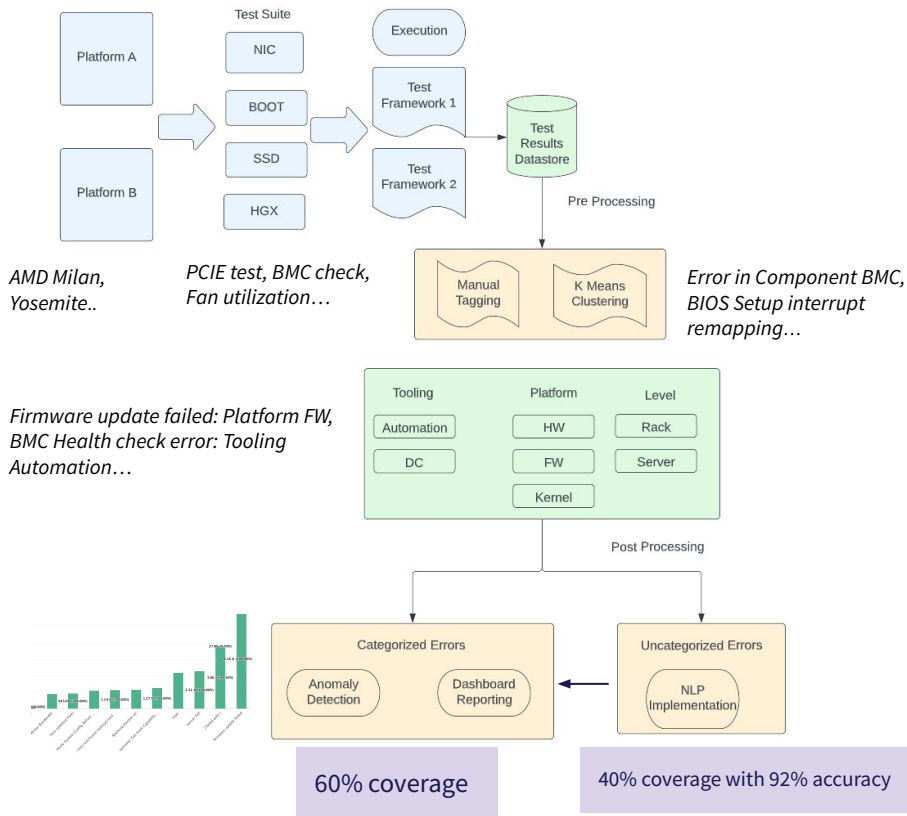 Test Suite
Platform A
NIC
BOOT
SSD
HGX
Platform B
Execution
Test
Framework 1
Test
Framework 2
Test
Results
Datastore
Pre Processing
AMD Milan,
Yosemite..
PCIE test, BMC check,
Fan utilization…
Manual
Tagging
K Means
Clustering
Error in Component BMC,
BIOS Setup interrupt
remapping…
Firmware update failed: Platform FW,
BMC Health check error: Tooling
Automation…
Tooling
Automation
DC
Platform
HW
FW
Kernel
Level
Rack
Server
Post Processing
Categorized Errors
Anomaly
Detection
Dashboard
Reporting
Uncategorized Errors
NLP
Implementation
60% coverage
40% coverage with 92% accuracy